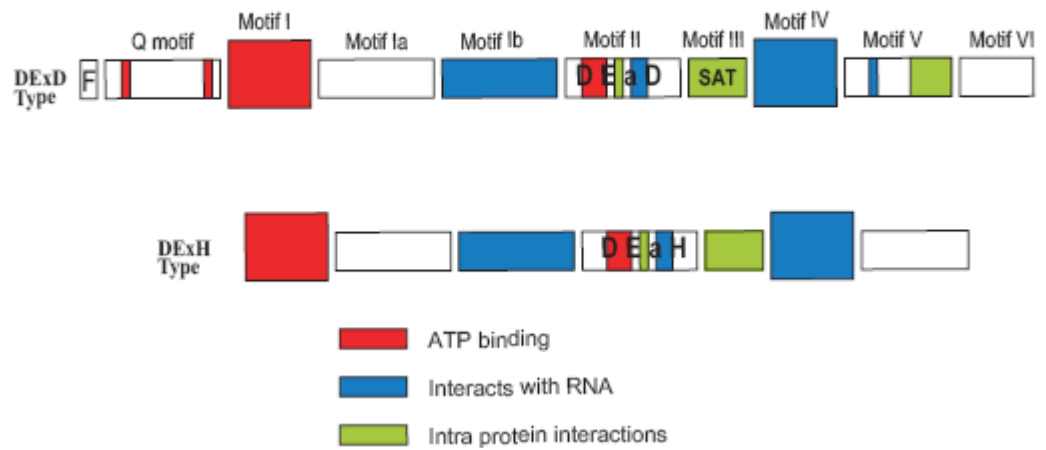 Motif I
Motif IV
Q motif
Motif Ia
Motif Ib
Motif II
Motif III
Motif V
Motif VI
DExD
Type
F
D E a D
SAT
DExH
Type
D E a H
ATP binding
Interacts with RNA
Intra protein interactions